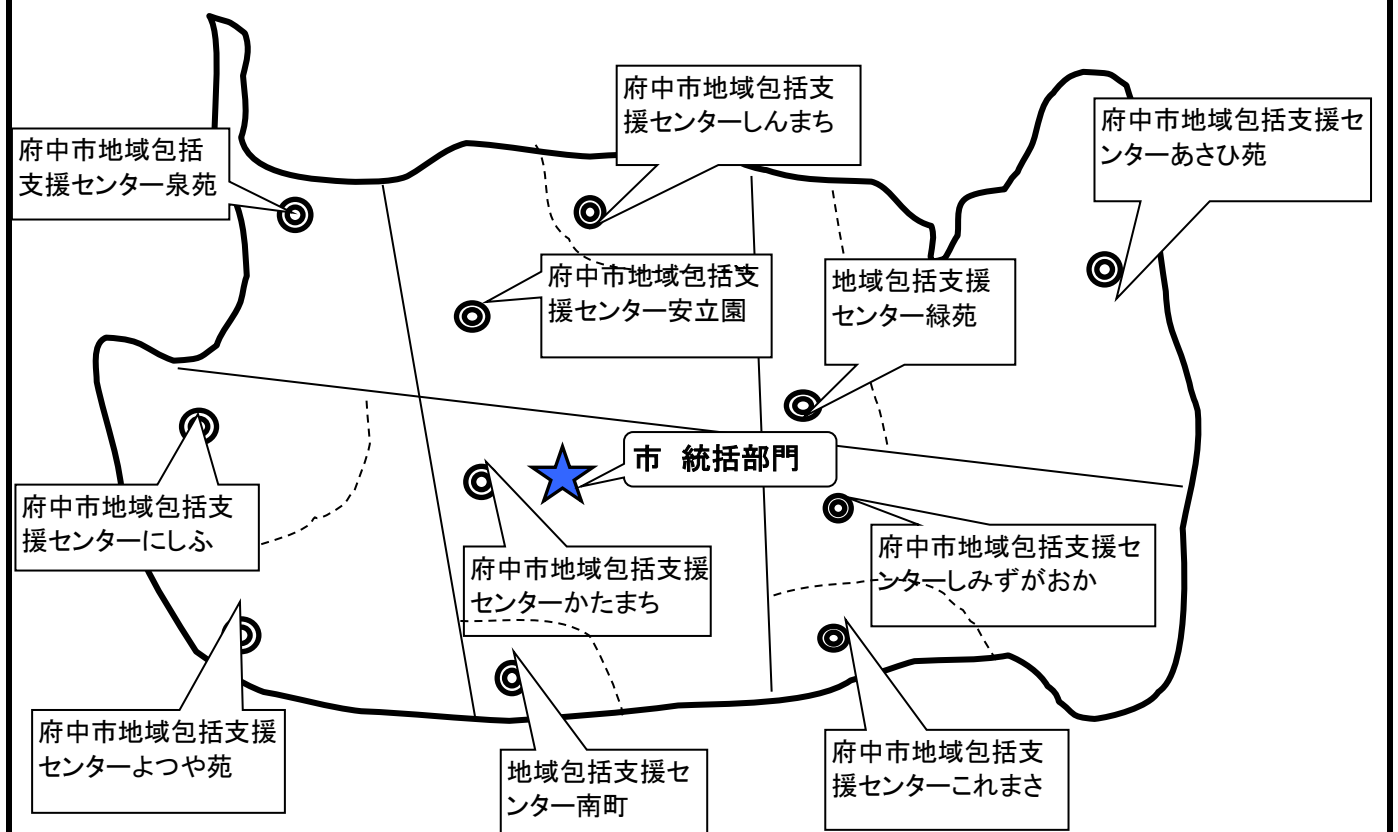 府中市地域包括支
援センターしんまち
府中市地域包括支援セ
ンターあさひ苑
府中市地域包括
支援センター泉苑
府中市地域包括支
援センター安立園
地域包括支援
センター緑苑
市 統括部門
府中市地域包括支
援センターにしふ
府中市地域包括支援
センターかたまち
府中市地域包括支援セ
ンターしみずがおか
府中市地域包括支援
センターよつや苑
地域包括支援セ
ンター南町
府中市地域包括支
援センターこれまさ